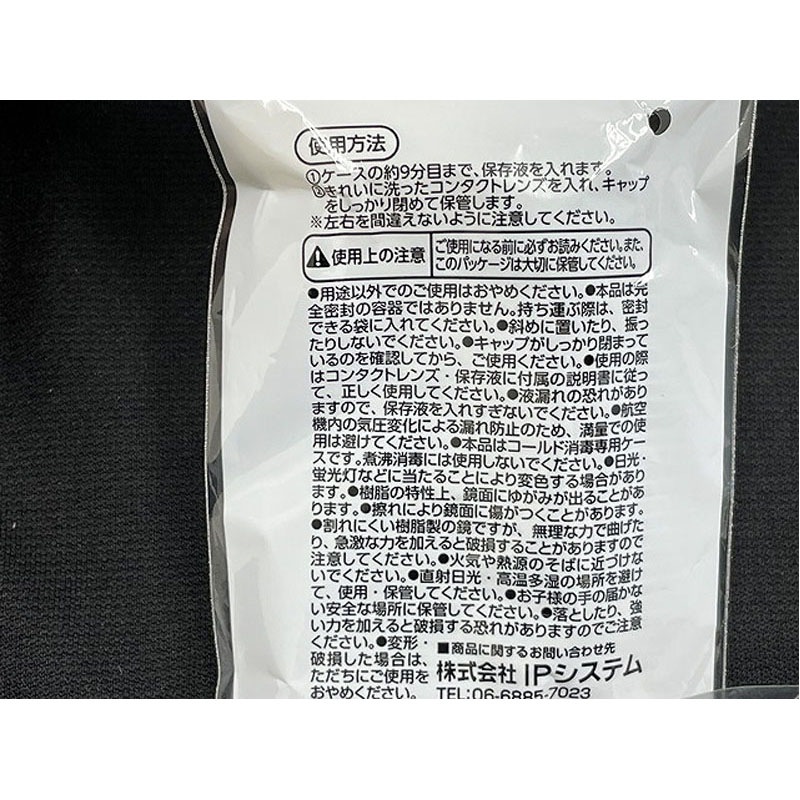 使用方法
①ケースの約9分目まで、保存液を入れます。
②きれいに洗ったコンタクトレンズを入れ、キャップ
をしっかり閉めて保管します。
※左右を間違えないように注意してください。
使用上の注意
ご使用になる前に必ずお読みください。また、
このパッケージは大切に保管してください。
●用途以外でのご使用はおやめください。●本品は完
全密封の容器ではありません。持ち運ぶ際は、密封
できる袋に入れてください。●斜めに置いたり、振っ
たりしないでください。●キャップがしっかり閉まって
いるのを確認してから、ご使用ください。●使用の際
はコンタクトレンズ・保存液に付属の説明書に従っ
て、正しく使用してください。●液漏れの恐れがあり
ますので、保存液を入れすぎないでください。●航空
機内の気圧変化による漏れ防止のため、満量での使
用は避けてください。●本品はコールド消毒専用ケー
スです。煮沸消毒には使用しないでください。●日光・
蛍光灯などに当たることにより変色する場合があり
ます。●樹脂の特性上、鏡面にゆがみが出ることがあ
ります。●擦れにより鏡面に傷がつくことがあります。
●割れにくい樹脂製の鏡ですが、無理な力で曲げた
り、急激な力を加えると破損することがありますので
注意してください。●火気や熱源のそばに近づけな
いでください。●直射日光・高温多湿の場所を避け
て、使用・保管してください。●お子様の手の届かな
い安全な場所に保管してください。●落としたり、強
い力を加えると破損する恐れがありますのでご注意
ください。●変形・
破損した場合は、
ただちにご使用を
おやめください。
■商品に関するお問い合わせ先
株式会社 IPシステム
TEL:06-6885-7023